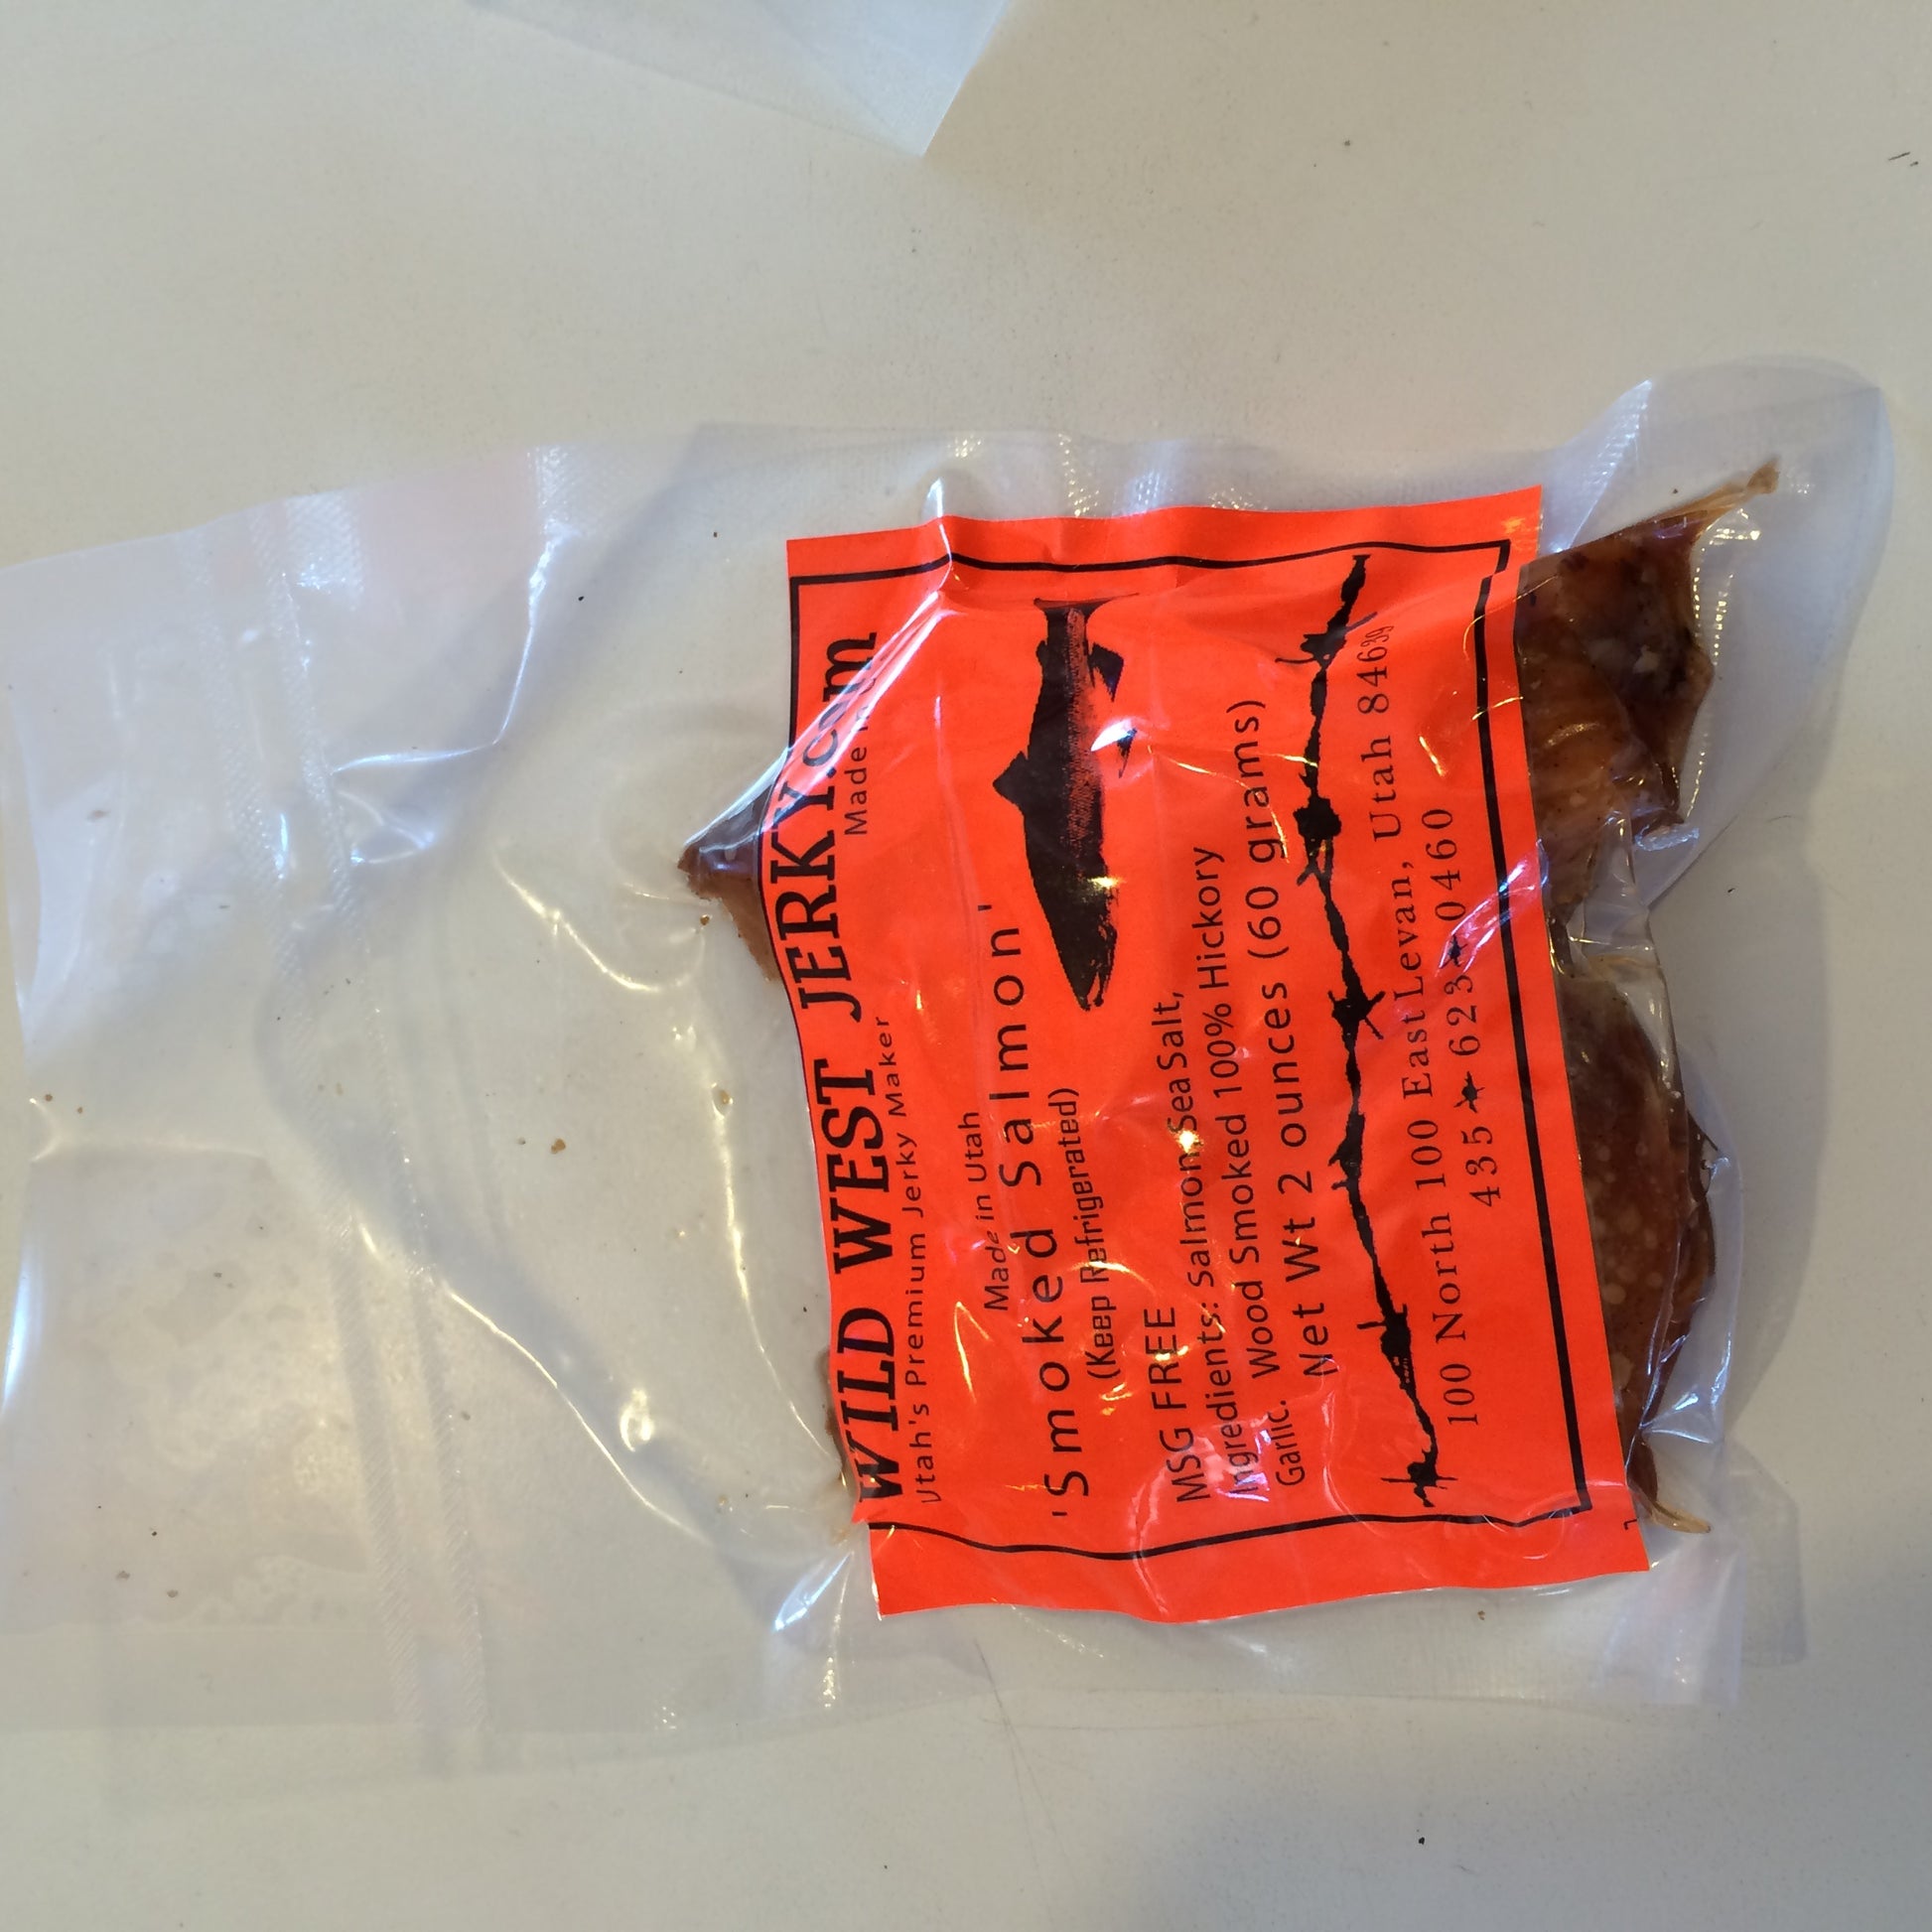 WILD WEST JERKY.com
Utah's Premium Jerky Maker
Made in
Made in Utah
'Smoked Salmon'
(Keep Refrigerated)
MSG FREE
Ingredients: Salmon, Sea Salt,
Garlic. Wood Smoked 100% Hickory
Net Wt 2 ounces (60 grams)
100 North 100 East Levan, Utah 84639
435 623 0460